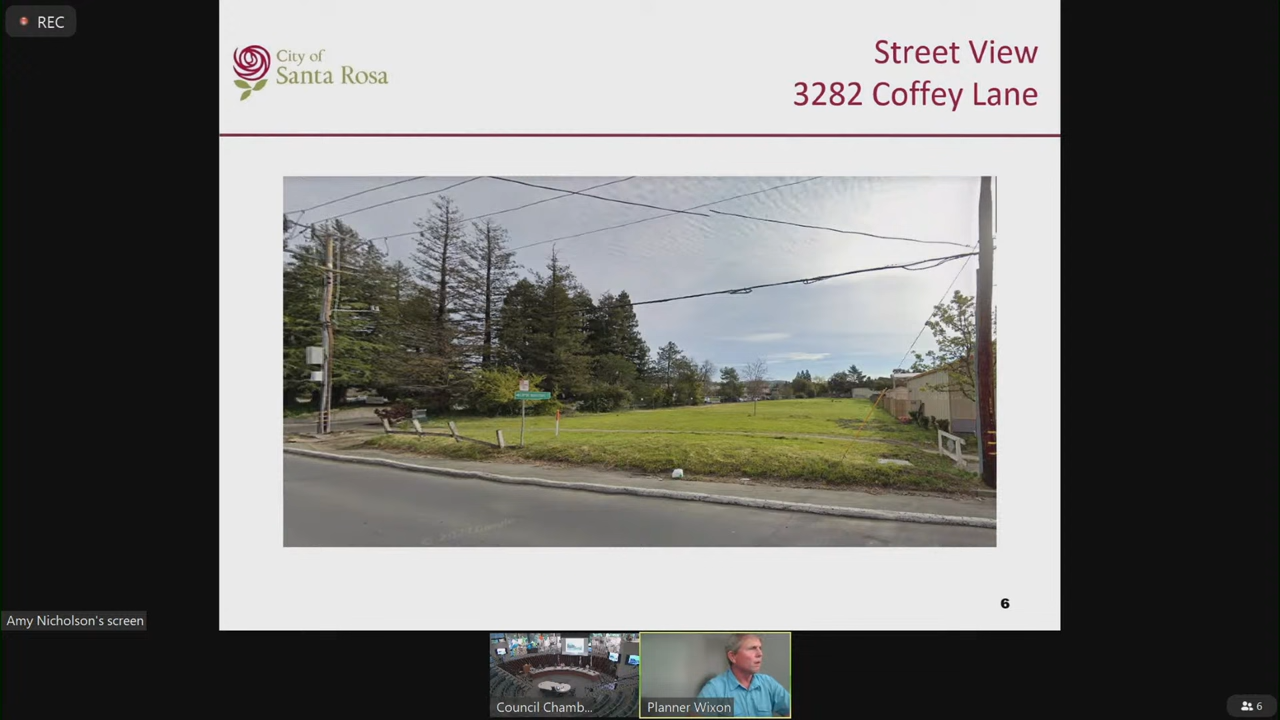 REC
City of
Santa Rosa
Street View
3282 Coffey Lane
6
Amy Nicholson's screen
Council Chamb...
Planner Wixon
6